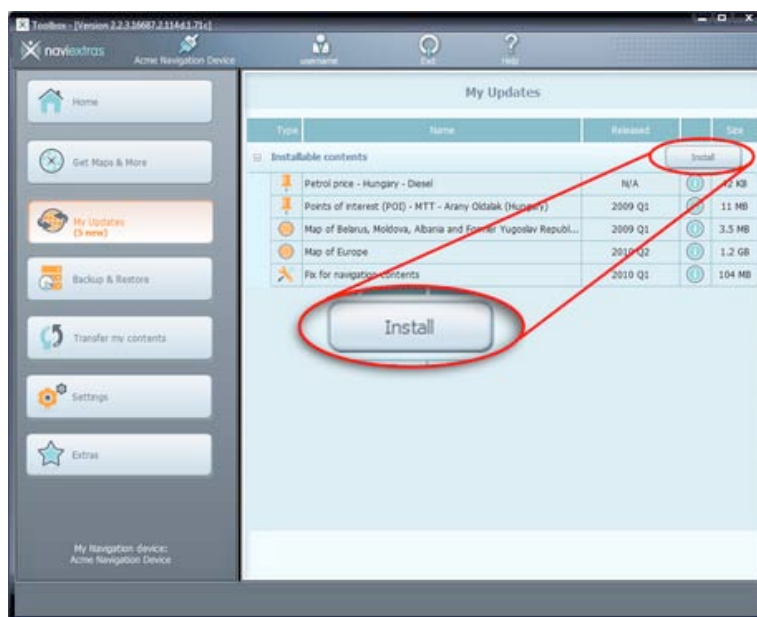 Toolbox - [Version 2.2.3.16687.2.114d.1.71c]
naviextras
Acme Navigation Device
username
Exit
Help
Home
Get Maps & More
My Updates
(5 new)
Backup & Restore
Transfer my contents
Settings
Extras
My Navigation device:
Acme Navigation Device
My Updates
Type Name Released Size
Installable contents Install
Petrol price - Hungary - Diesel N/A KB
Points of interest (POI) - MTT - Arany Oldalak (Hungary) 2009 Q1 11 MB
Map of Belarus, Moldova, Albania and Former Yugoslav Republ... 2009 Q1 3.5 MB
Map of Europe 2010 Q2 1.2 GB
Fix for navigation contents 2010 Q1 104 MB
Install